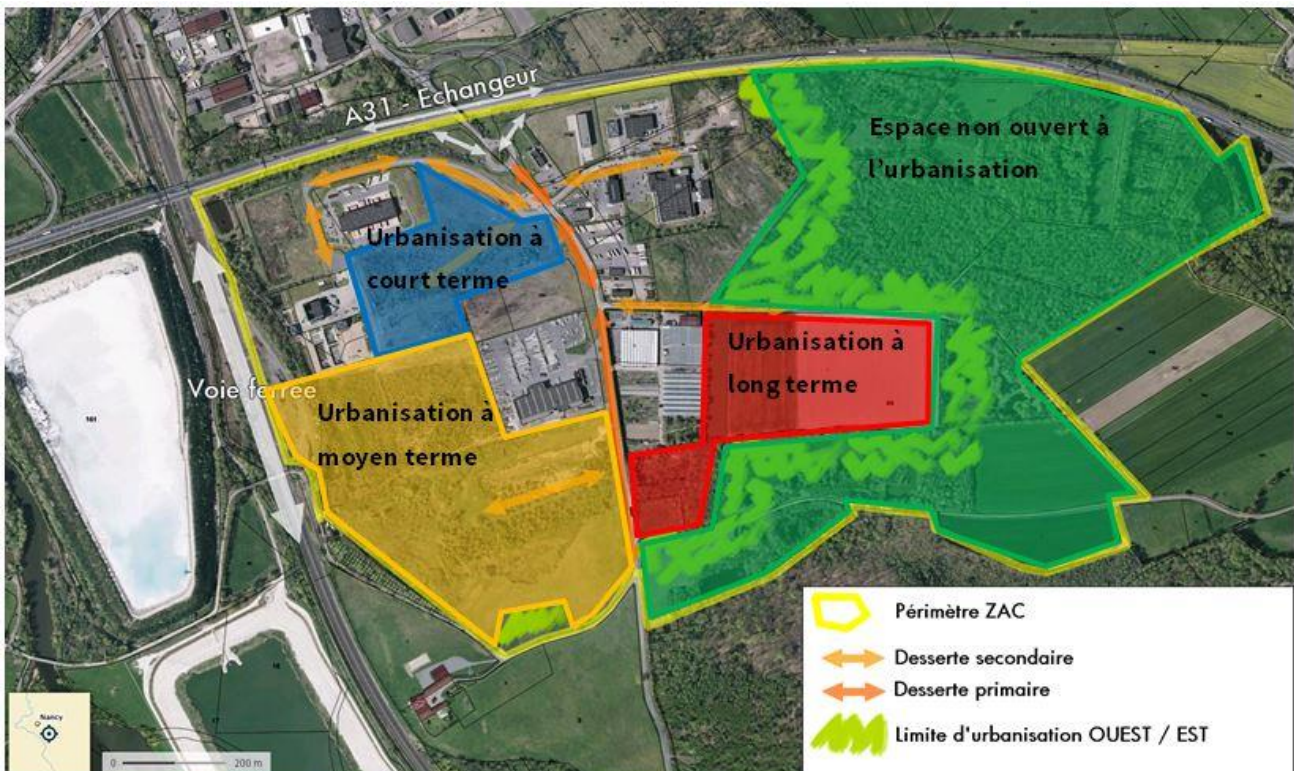 A31 - Echangeur
Espace non ouvert à
l'urbanisation
Urbanisation à
court terme
Urbanisation à
long terme
Voie ferrée
Urbanisation à
moyen terme
Périmètre ZAC
Desserte secondaire
Desserte primaire
Limite d'urbanisation OUEST / EST
Nancy
0 200 m